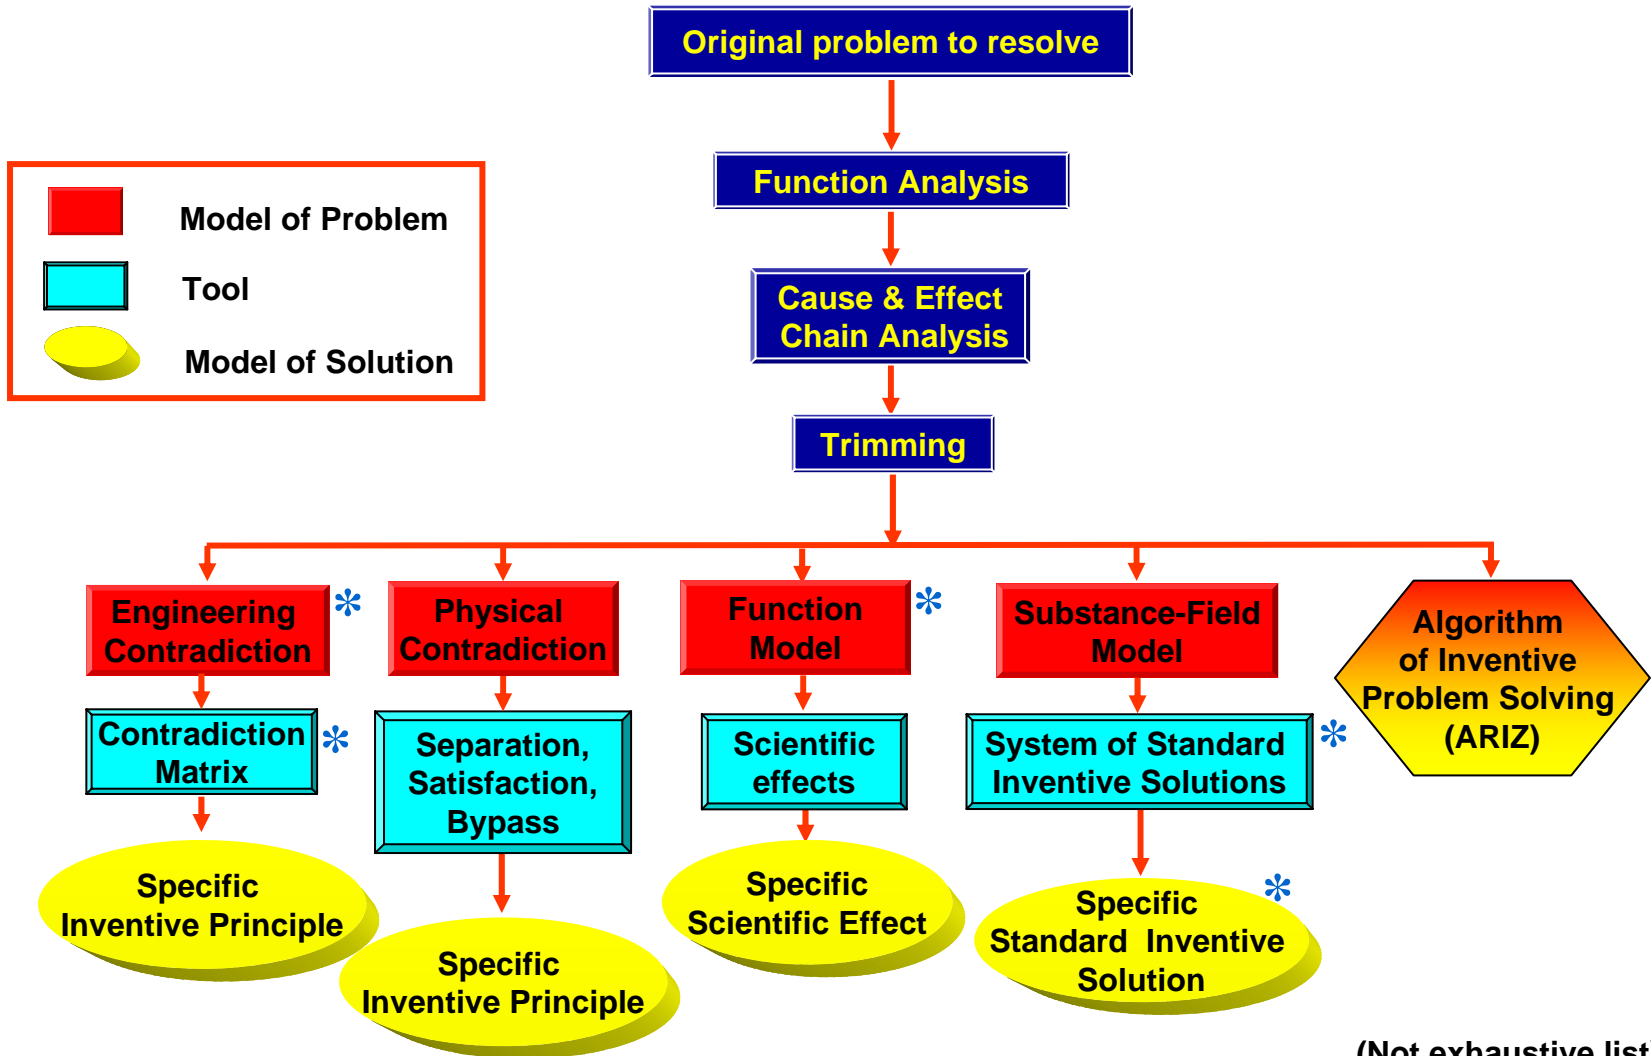 Original problem to resolve
Function Analysis
Cause & Effect
Chain Analysis
Trimming
Model of Problem
Tool
Model of Solution
Engineering
Contradiction
*
Physical
Contradiction
Function
Model
*
Substance-Field
Model
Algorithm
of Inventive
Problem Solving
(ARIZ)
Contradiction
Matrix
*
Separation,
Satisfaction,
Bypass
Scientific
effects
System of Standard
Inventive Solutions
*
Specific
Inventive Principle
Specific
Inventive Principle
Specific
Scientific Effect
Specific
Standard Inventive
Solution
*
(Not exhaustive list